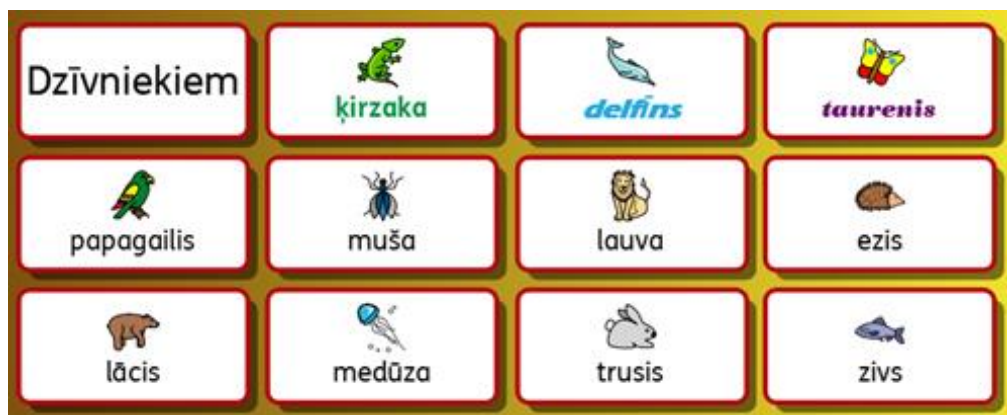 Dzīvniekiem
ķirzaka
delfīns
taurenis
papagailis
muša
lauva
ezis
lācis
medūza
trusis
zivs